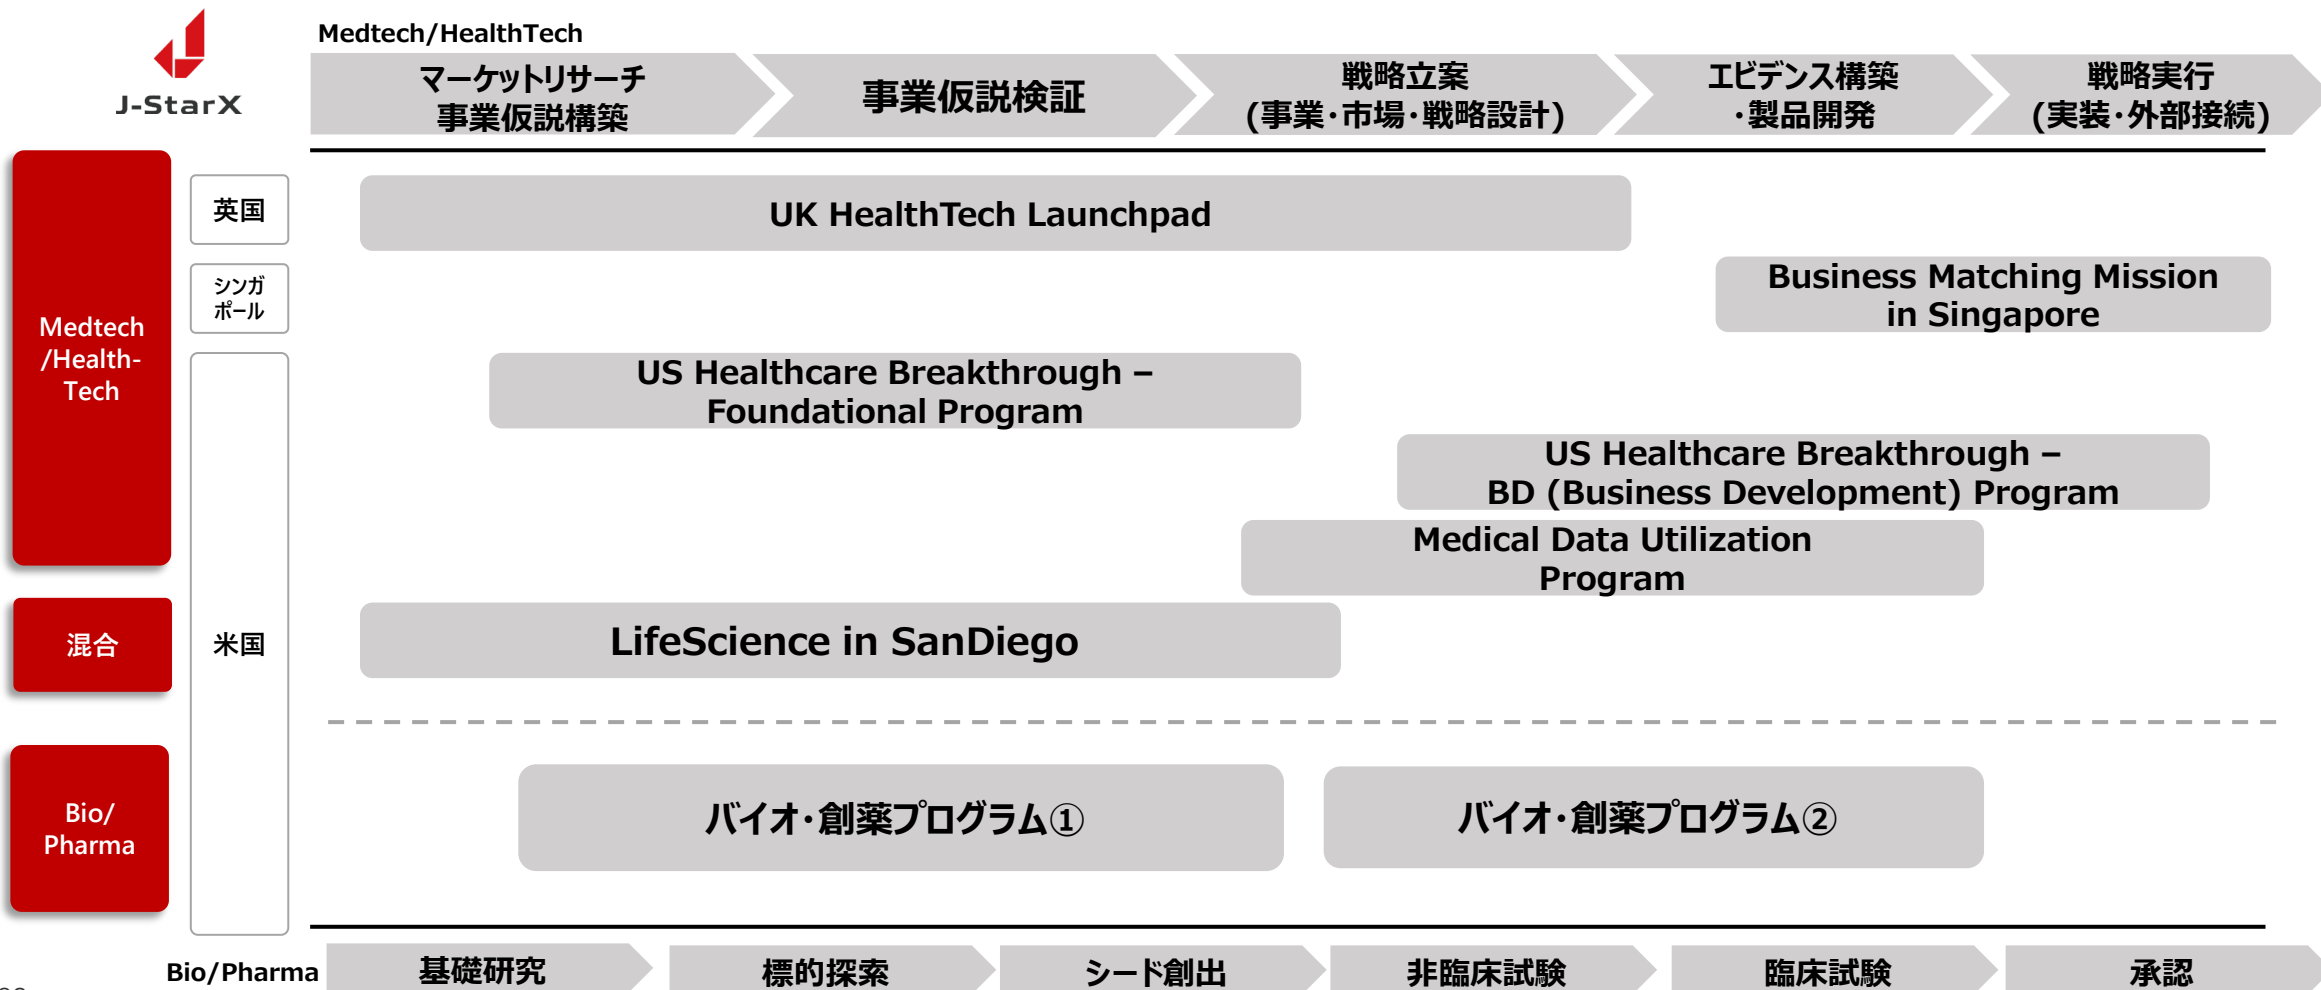 J-StarX
Medtech/HealthTech
マーケットリサーチ
事業仮説構築
事業仮説検証
戦略立案
(事業・市場・戦略設計)
エビデンス構築
・製品開発
戦略実行
(実装・外部接続)
Medtech
/Health-
Tech
英国
UK HealthTech Launchpad
シンガ
ポール
Business Matching Mission
in Singapore
米国
US Healthcare Breakthrough –
Foundational Program
US Healthcare Breakthrough –
BD (Business Development) Program
Medical Data Utilization
Program
混合
LifeScience in SanDiego
Bio/
Pharma
バイオ・創薬プログラム①
バイオ・創薬プログラム②
Bio/Pharma
基礎研究
標的探索
シード創出
非臨床試験
臨床試験
承認